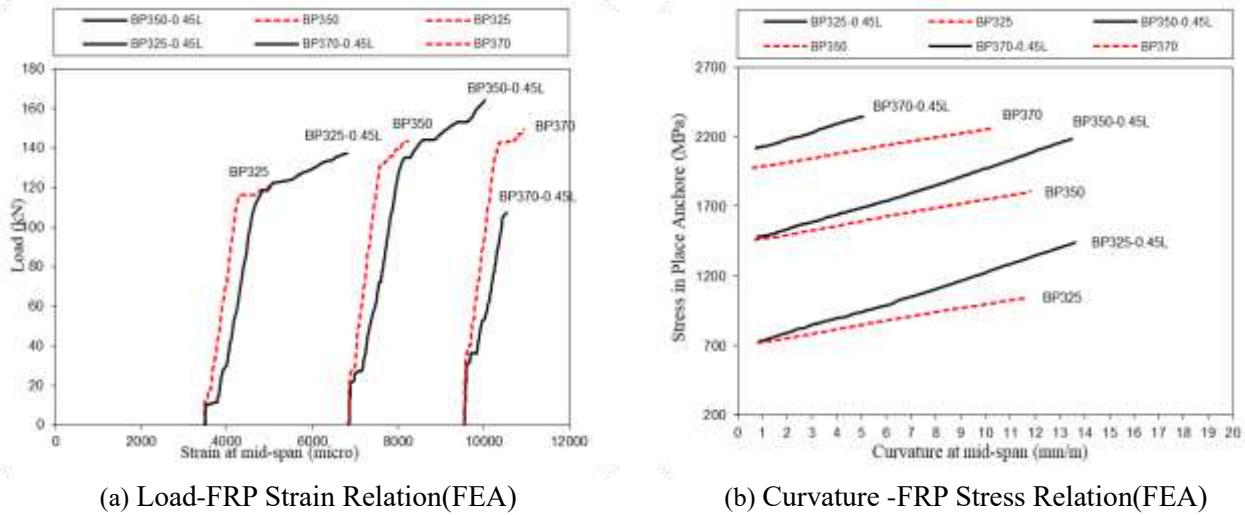 BP350-0.45L BP350 BP325
BP325-0.45L BP370-0.45L BP370
180
160
140
120
100
80
60
40
20
0
Load (kN)
BP325
BP325-0.45L
BP350
BP350-0.45L
BP370
BP370-0.45L
0 2000 4000 6000 8000 10000 12000
Strain at mid-span (micro)
(a) Load-FRP Strain Relation(FEA)
BP325-0.45L BP325 BP350-0.45L
BP350 BP370-0.45L BP370
2700
2200
1700
1200
700
200
Stress in Place Anchore (MPa)
BP370-0.45L
BP370
BP350-0.45L
BP350
BP325-0.45L
BP325
0 1 2 3 4 5 6 7 8 9 10 11 12 13 14 15 16 17 18 19 20
Curvature at mid-span (mm/m)
(b) Curvature -FRP Stress Relation(FEA)